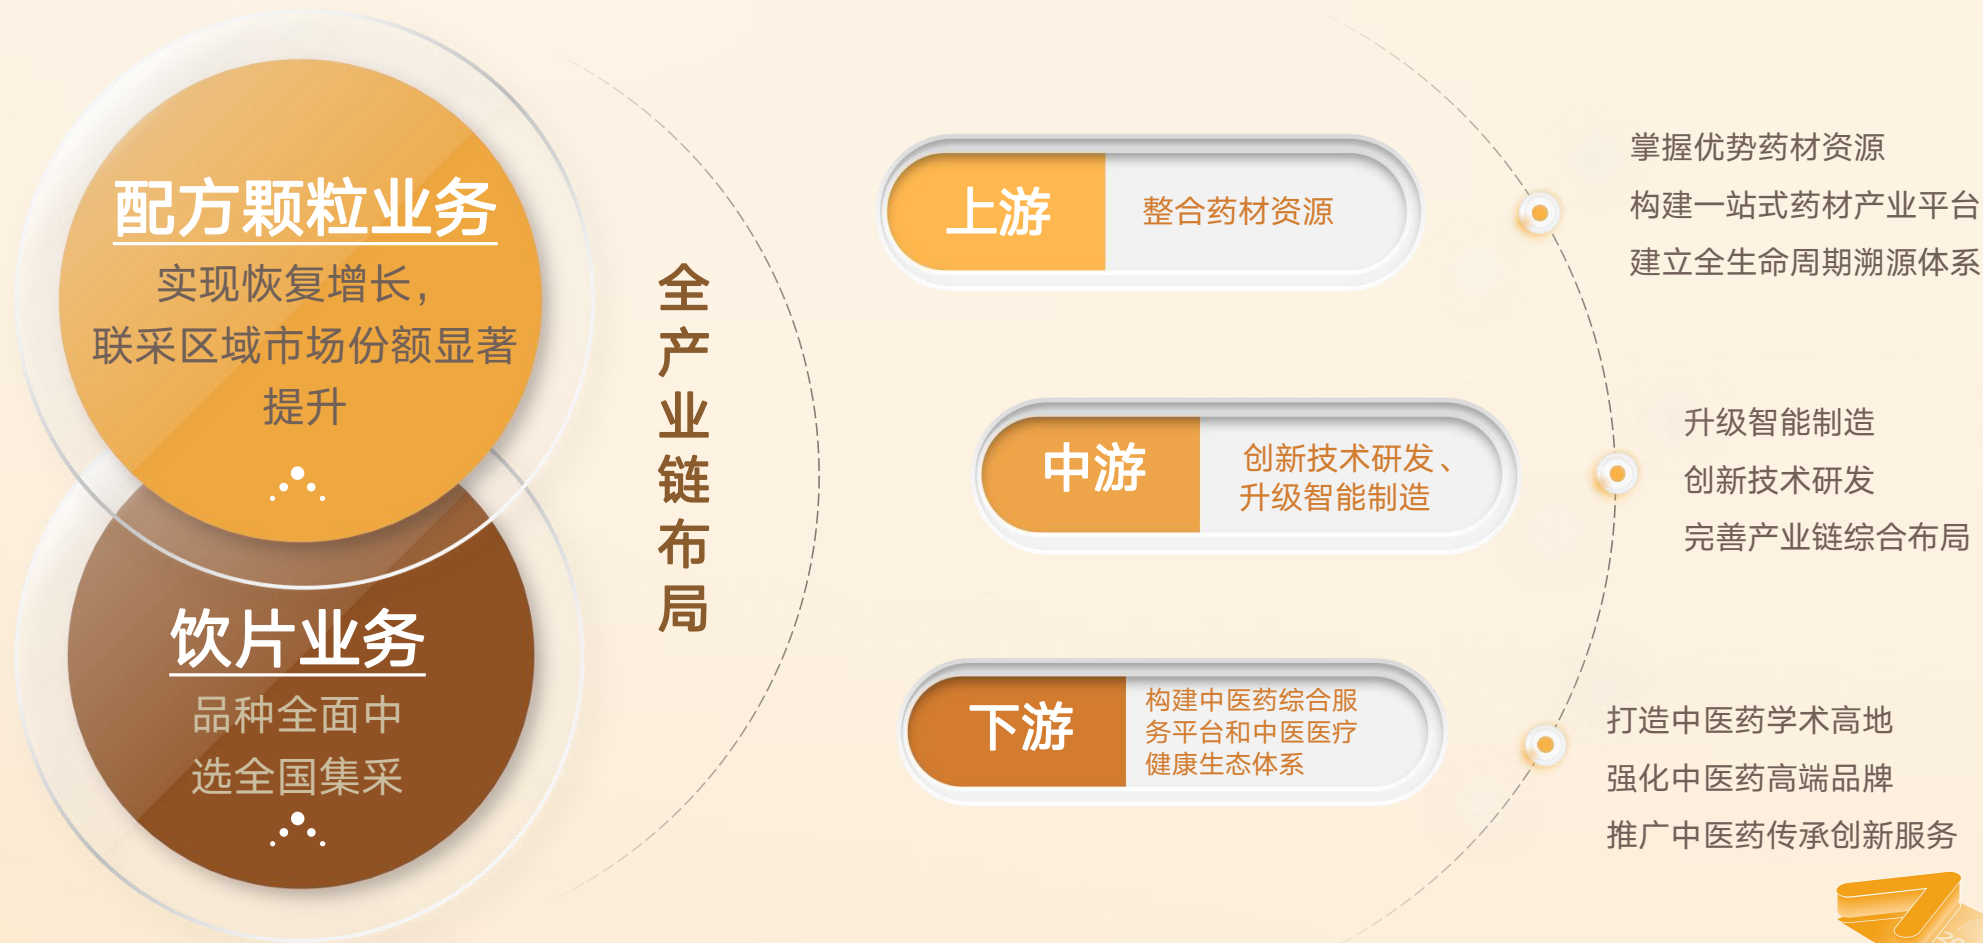 配方颗粒业务
实现恢复增长，
联采区域市场份额显著
提升
饮片业务
品种全面中
选全国集采
全产业链布局
上游
整合药材资源
掌握优势药材资源
构建一站式药材产业平台
建立全生命周期溯源体系
中游
创新技术研发、
升级智能制造
升级智能制造
创新技术研发
完善产业链综合布局
下游
构建中医药综合服
务平台和中医医疗
健康生态体系
打造中医药学术高地
强化中医药高端品牌
推广中医药传承创新服务